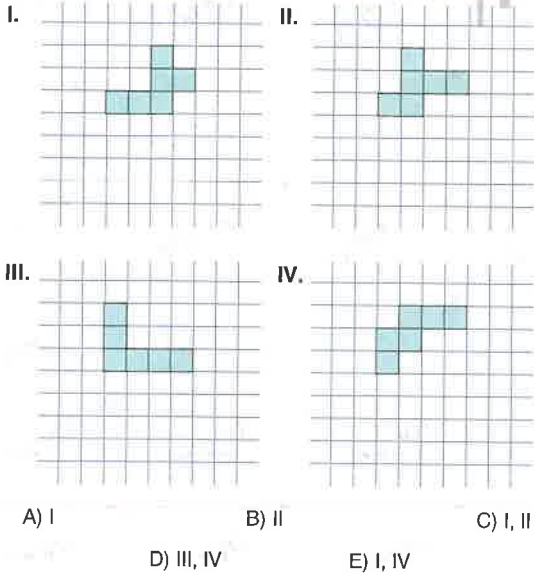 I. II.
III. IV.
A) I B) II C) I, II
D) III, IV E) I, IV